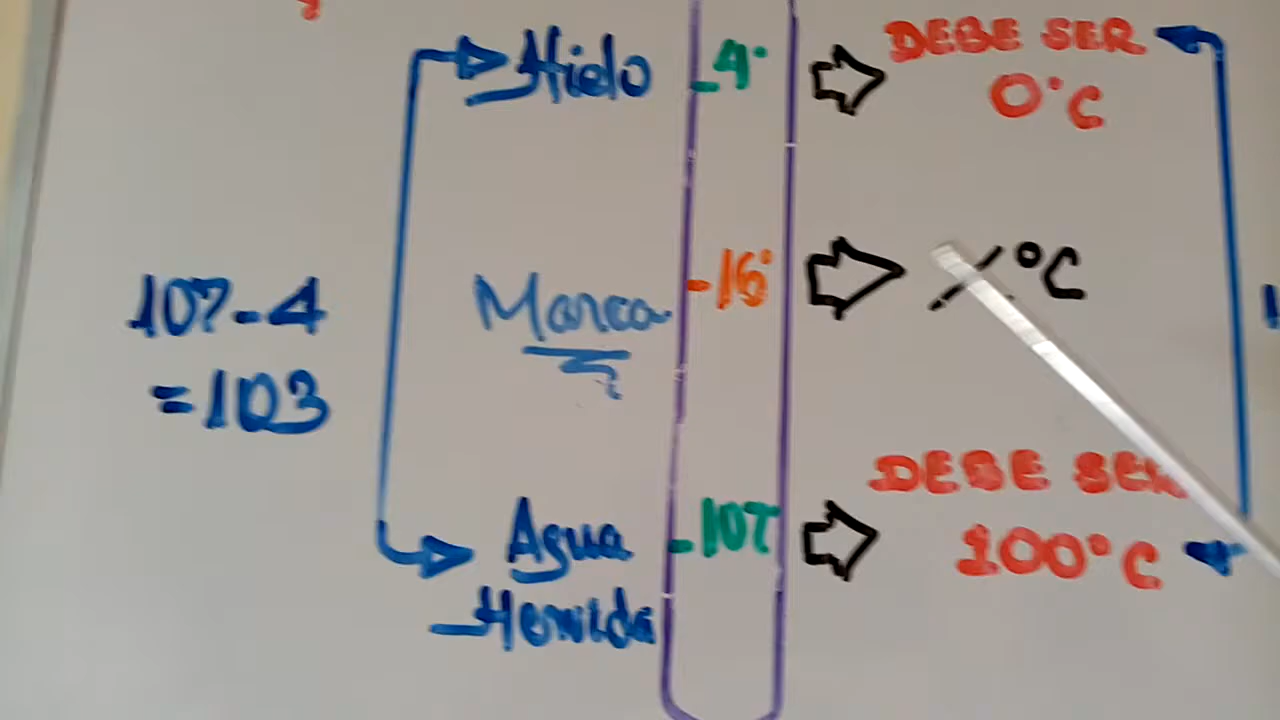 Hielo -4° DEBE SER
0°C
Marca -16° °C
107-4
=103
Agua -107 DEBE SER
Hervida 100°C